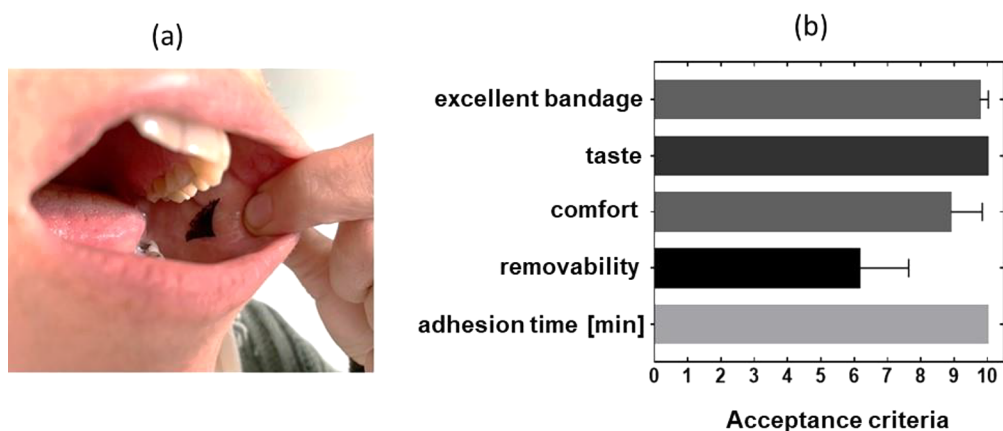 (a)
(b)
excellent bandage
taste
comfort
removability
adhesion time [min]
0 1 2 3 4 5 6 7 8 9 10
Acceptance criteria